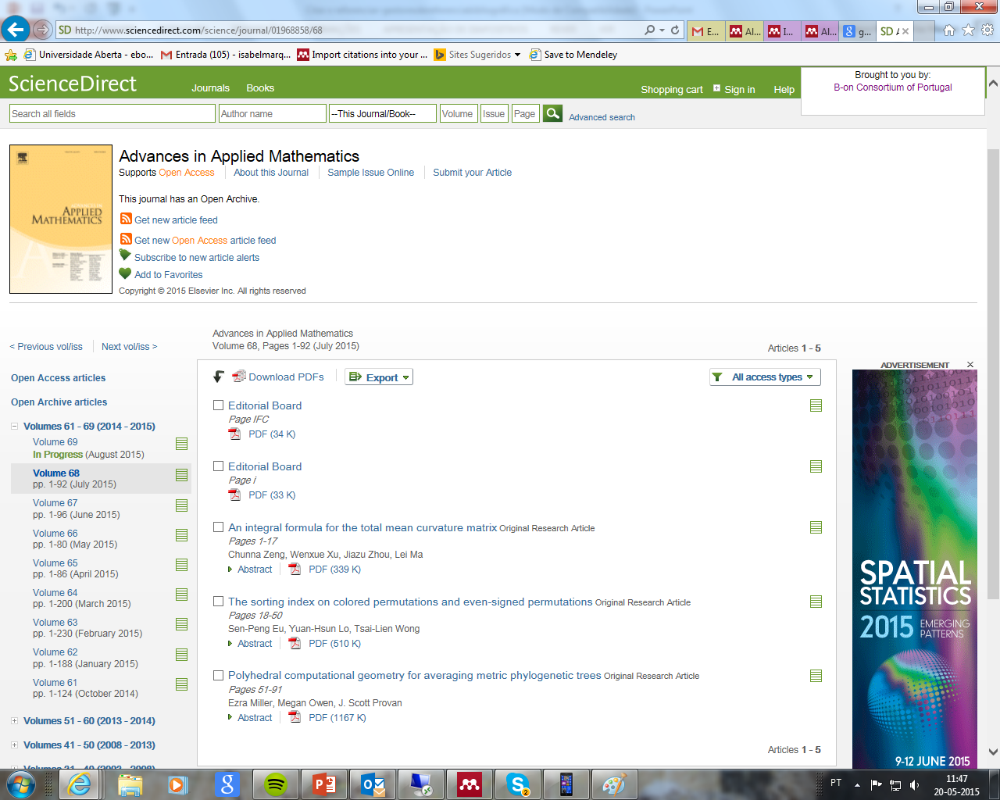 http://www.sciencedirect.com/science/journal/01968858/68
E...
Al...
I...
Al...
g...
SD A
Universidade Aberta - ebo...
Entrada (105) - isabelmarq...
Import citations into your ...
Sites Sugeridos
Save to Mendeley
ScienceDirect
Journals
Books
Shopping cart
Sign in
Help
Brought to you by:
B-on Consortium of Portugal
Search all fields
Author name
--This Journal/Book--
Volume
Issue
Page
Advanced search
Advances in Applied Mathematics
Supports Open Access
About this Journal
Sample Issue Online
Submit your Article
This journal has an Open Archive.
Get new article feed
Get new Open Access article feed
Subscribe to new article alerts
Add to Favorites
Copyright © 2015 Elsevier Inc. All rights reserved
ADVANCES IN
APPLIED
MATHEMATICS
< Previous vol/iss
Next vol/iss >
Advances in Applied Mathematics
Volume 68, Pages 1-92 (July 2015)
Articles 1 - 5
Open Access articles
Open Archive articles
Volumes 61 - 69 (2014 - 2015)
Volume 69
In Progress (August 2015)
Volume 68
pp. 1-92 (July 2015)
Volume 67
pp. 1-96 (June 2015)
Volume 66
pp. 1-80 (May 2015)
Volume 65
pp. 1-86 (April 2015)
Volume 64
pp. 1-200 (March 2015)
Volume 63
pp. 1-230 (February 2015)
Volume 62
pp. 1-188 (January 2015)
Volume 61
pp. 1-124 (October 2014)
Volumes 51 - 60 (2013 - 2014)
Volumes 41 - 50 (2008 - 2013)
Download PDFs
Export
All access types
Editorial Board
Page IFC
PDF (34 K)
Editorial Board
Page i
PDF (33 K)
An integral formula for the total mean curvature matrix Original Research Article
Pages 1-17
Chunna Zeng, Wenxue Xu, Jiazu Zhou, Lei Ma
Abstract
PDF (339 K)
The sorting index on colored permutations and even-signed permutations Original Research Article
Pages 18-50
Sen-Peng Eu, Yuan-Hsun Lo, Tsai-Lien Wong
Abstract
PDF (510 K)
Polyhedral computational geometry for averaging metric phylogenetic trees Original Research Article
Pages 51-91
Ezra Miller, Megan Owen, J. Scott Provan
Abstract
PDF (1167 K)
Articles 1 - 5
ADVERTISEMENT
SPATIAL
STATISTICS
2015 EMERGING
PATTERNS
9-12 JUNE 2015
PT
11:47
20-05-2015